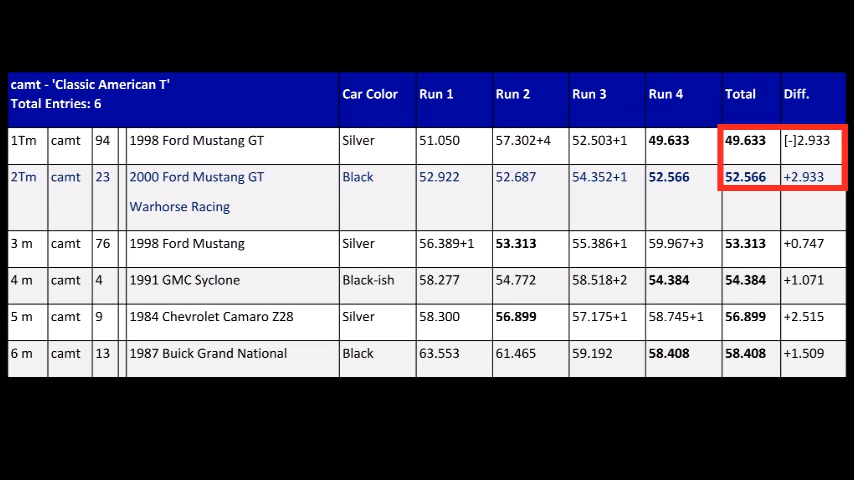 camt - 'Classic American T'
Total Entries: 6
Car Color Run 1 Run 2 Run 3 Run 4 Total Diff.
1Tm camt 94 1998 Ford Mustang GT Silver 51.050 57.302+4 52.503+1 49.633 49.633 [-]2.933
2Tm camt 23 2000 Ford Mustang GT Black 52.922 52.687 54.352+1 52.566 52.566 +2.933
Warhorse Racing
3 m camt 76 1998 Ford Mustang Silver 56.389+1 53.313 55.386+1 59.967+3 53.313 +0.747
4 m camt 4 1991 GMC Syclone Black-ish 58.277 54.772 58.518+2 54.384 54.384 +1.071
5 m camt 9 1984 Chevrolet Camaro Z28 Silver 58.300 56.899 57.175+1 58.745+1 56.899 +2.515
6 m camt 13 1987 Buick Grand National Black 63.553 61.465 59.192 58.408 58.408 +1.509